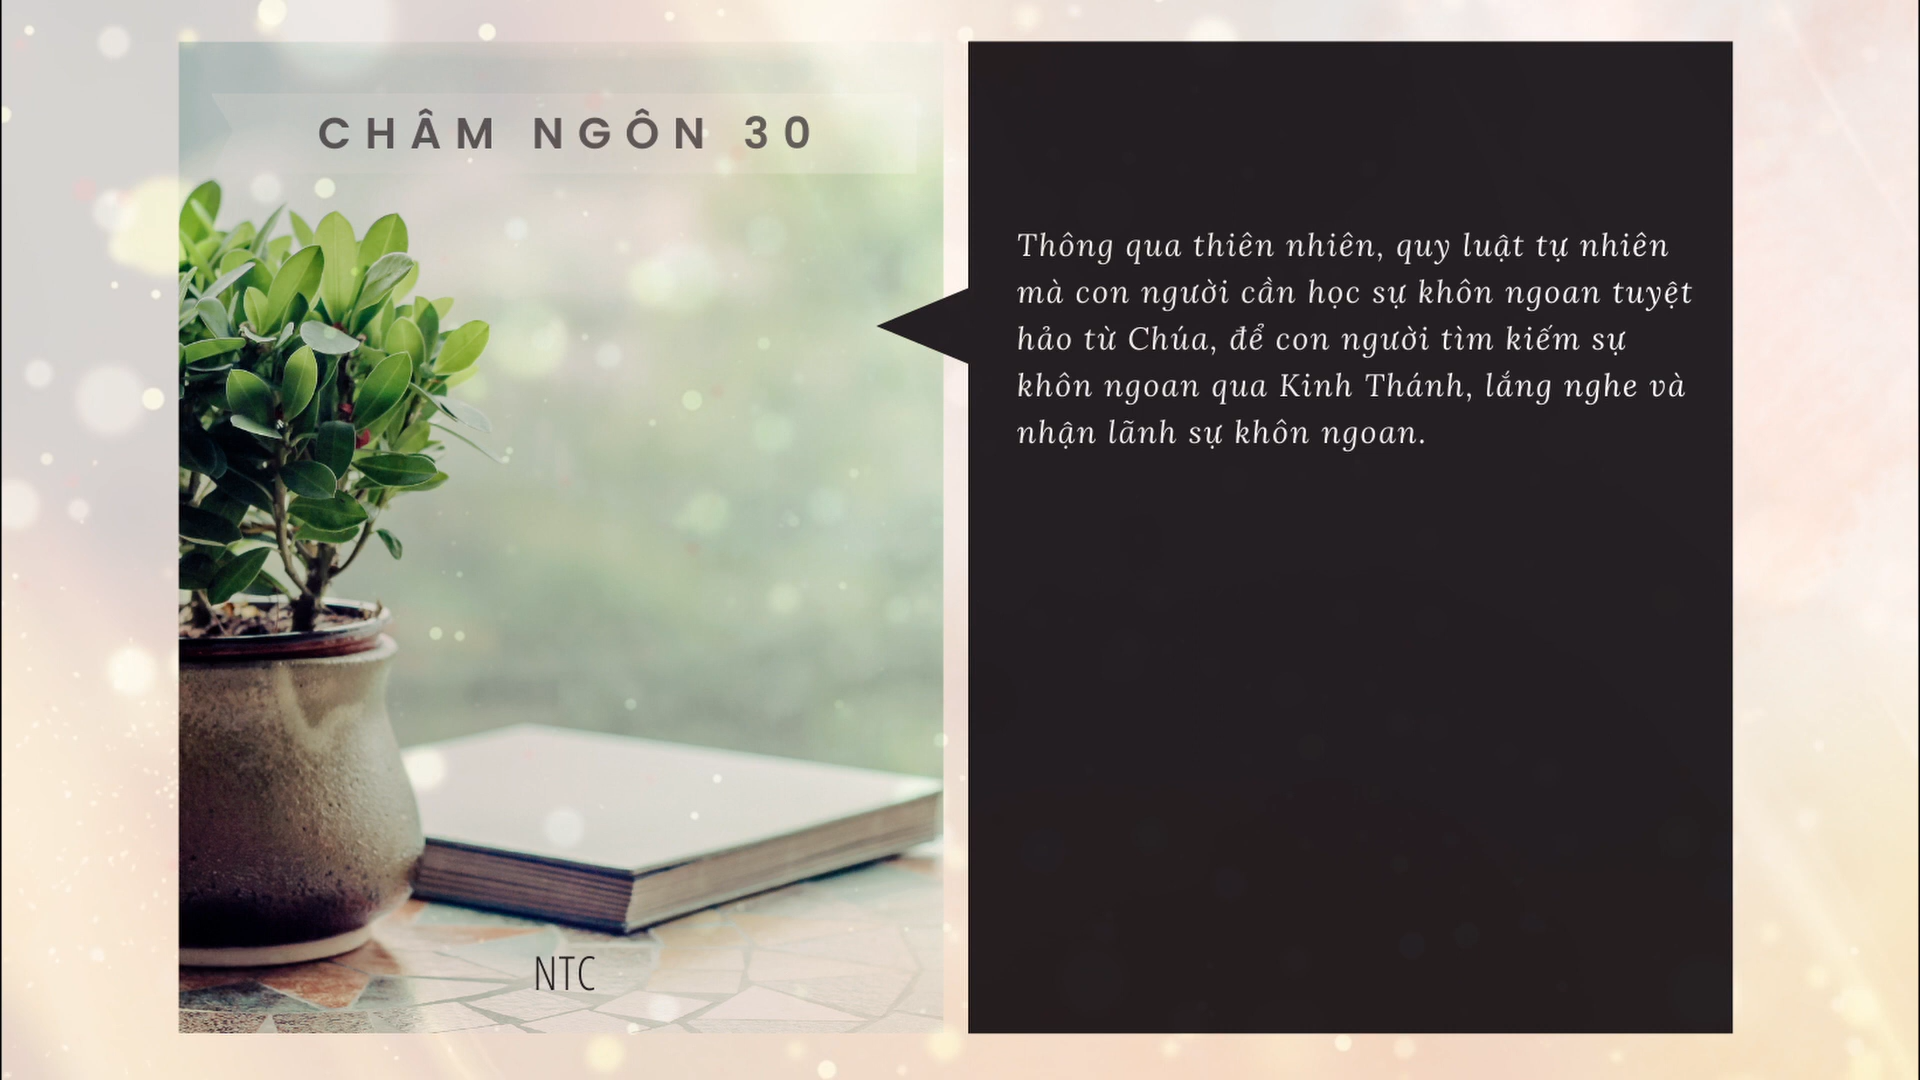 CHÂM NGÔN 30
Thông qua thiên nhiên, quy luật tự nhiên
mà con người cần học sự khôn ngoan tuyệt
hảo từ Chúa, để con người tìm kiếm sự
khôn ngoan qua Kinh Thánh, lắng nghe và
nhận lãnh sự khôn ngoan.
NTC